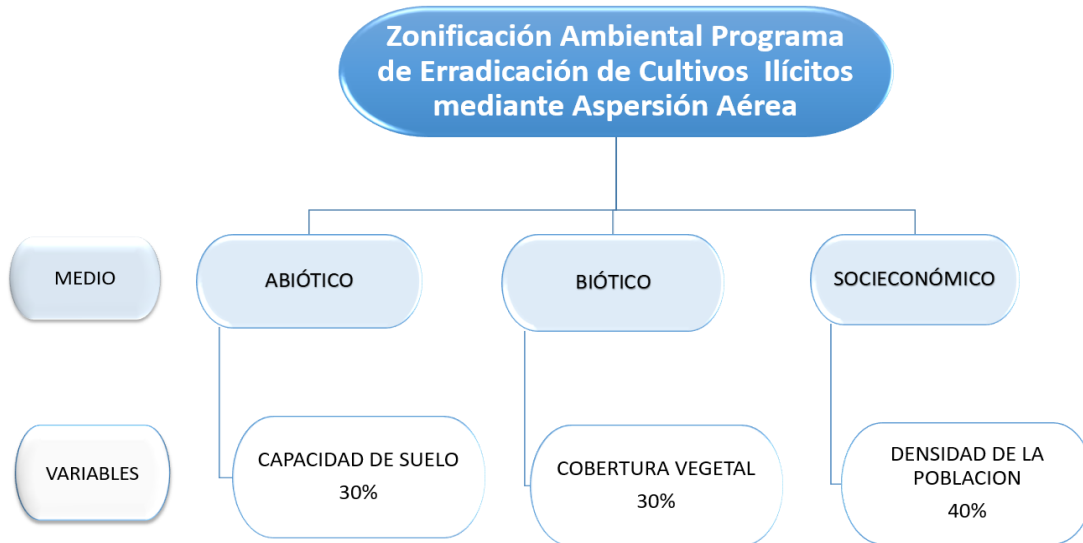 Zonificación Ambiental Programa
de Erradicación de Cultivos Ilícitos
mediante Aspersión Aérea
MEDIO
ABIÓTICO
BIÓTICO
SOCIECONÓMICO
VARIABLES
CAPACIDAD DE SUELO
30%
COBERTURA VEGETAL
30%
DENSIDAD DE LA
POBLACION
40%